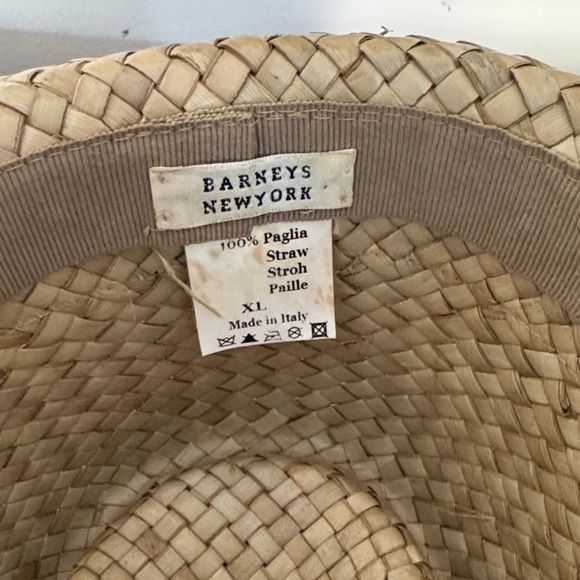 BARNEYS
NEWYORK
100% Paglia
Straw
Stroh
Paille
XL
Made in Italy